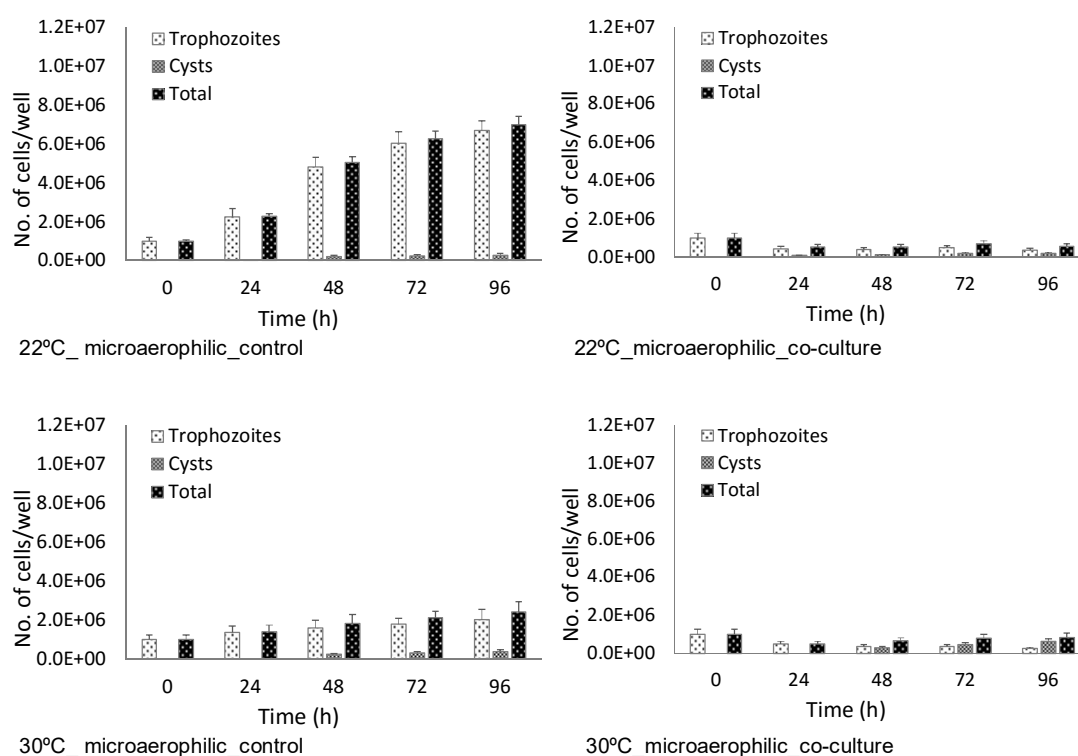 1.2E+07
1.0E+07
8.0E+06
6.0E+06
4.0E+06
2.0E+06
0.0E+00
No. of cells/well
Trophozoites
Cysts
Total
0 24 48 72 96
Time (h)
22ºC_ microaerophilic_control
1.2E+07
1.0E+07
8.0E+06
6.0E+06
4.0E+06
2.0E+06
0.0E+00
No. of cells/well
Trophozoites
Cysts
Total
0 24 48 72 96
Time (h)
22ºC_microaerophilic_co-culture
1.2E+07
1.0E+07
8.0E+06
6.0E+06
4.0E+06
2.0E+06
0.0E+00
No. of cells/well
Trophozoites
Cysts
Total
0 24 48 72 96
Time (h)
30ºC_ microaerophilic_control
1.2E+07
1.0E+07
8.0E+06
6.0E+06
4.0E+06
2.0E+06
0.0E+00
No. of cells/well
Trophozoites
Cysts
Total
0 24 48 72 96
Time (h)
30ºC_microaerophilic_co-culture